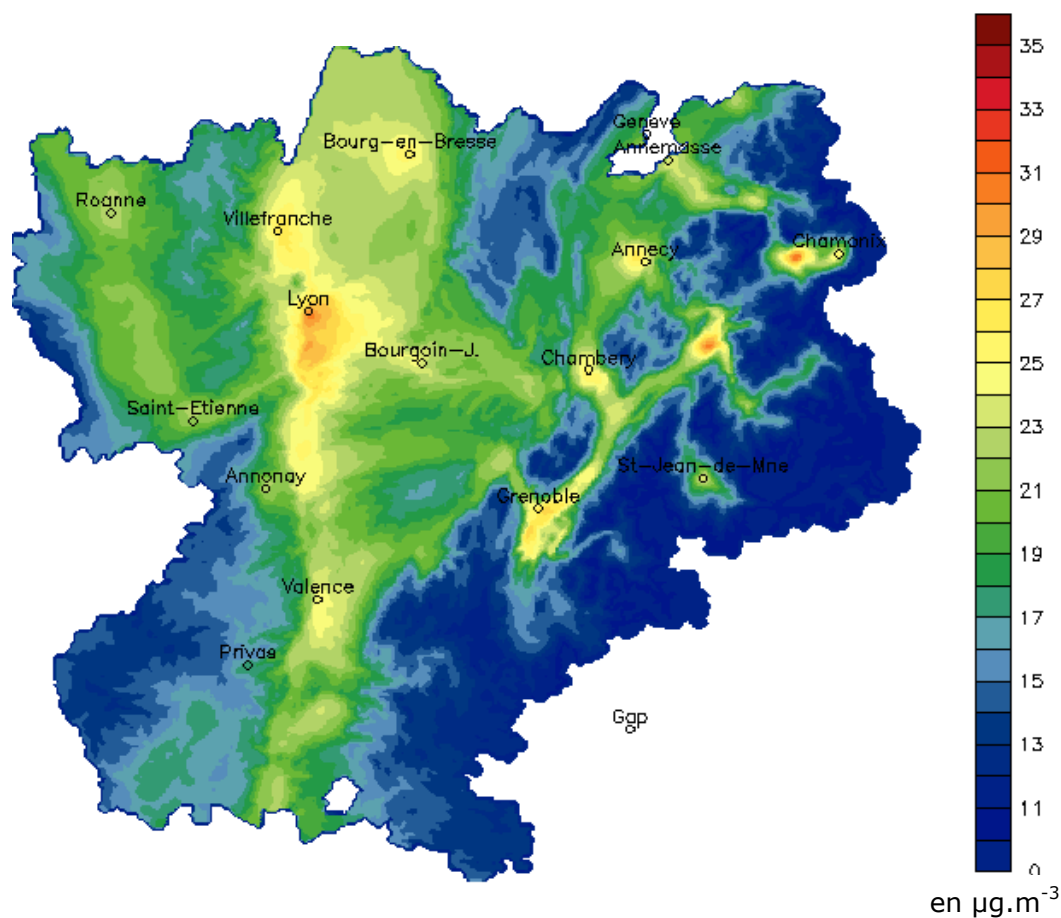 Geneve
Annemasse
Bourg-en-Bresse
Roanne
Villefranche
Chamonix
Annecy
Lyon
Bourgoin-J.
Chambery
Saint-Etienne
St-Jean-de-Mne
Annonay
Grenoble
Valence
Privas
Gap
35
33
31
29
27
25
23
21
19
17
15
13
11
0
en µg.m-3